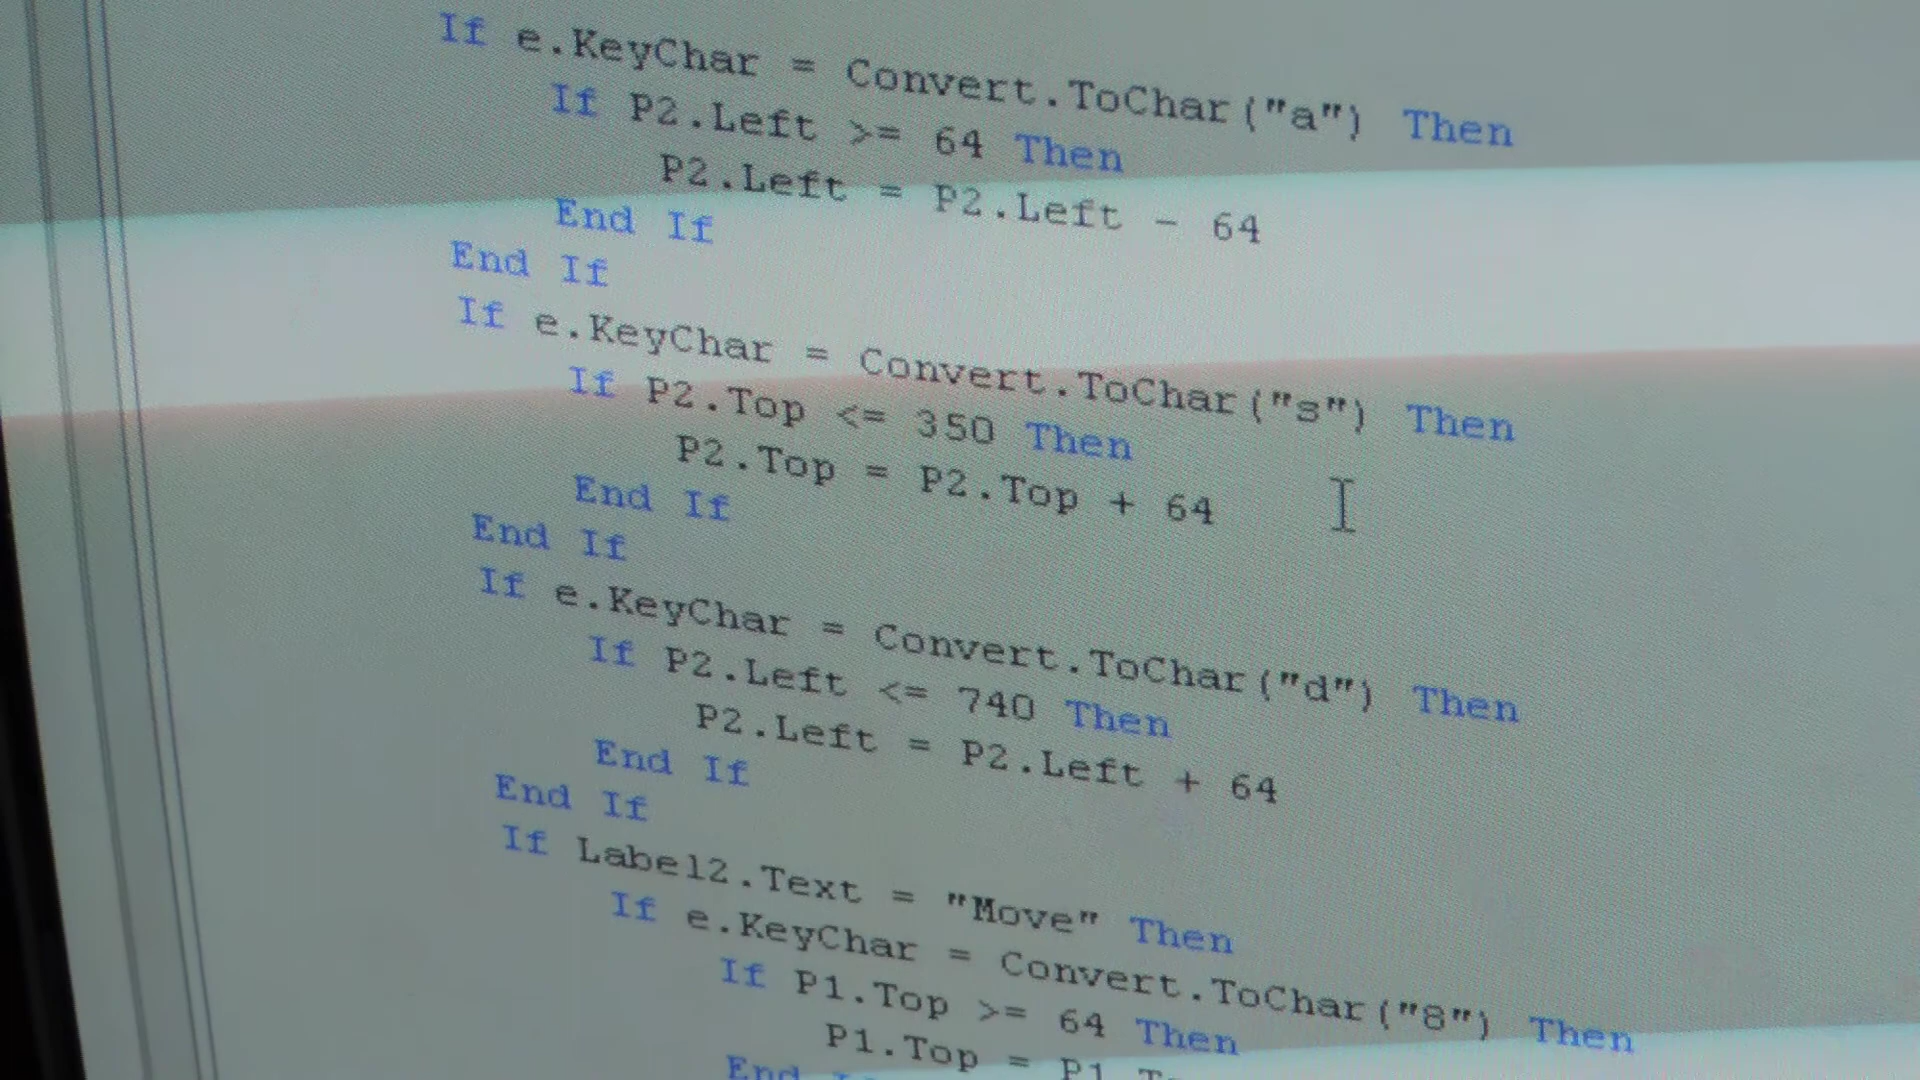 If e.KeyChar = Convert.ToChar("a") Then
If P2.Left >= 64 Then
P2.Left = P2.Left - 64
End If
End If
If e.KeyChar = Convert.ToChar("s") Then
If P2.Top <= 350 Then
P2.Top = P2.Top + 64
End If
End If
If e.KeyChar = Convert.ToChar("d") Then
If P2.Left <= 740 Then
P2.Left = P2.Left + 64
End If
End If
If Label2.Text = "Move" Then
If e.KeyChar = Convert.ToChar("8") Then
If P1.Top >= 64 Then
P1.Top = P1
End